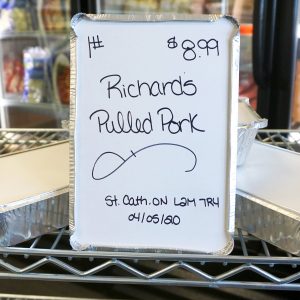 1# $8.99
Richard's
Pulled Pork
St. Cath. ON L2M 7R4
04/05/20